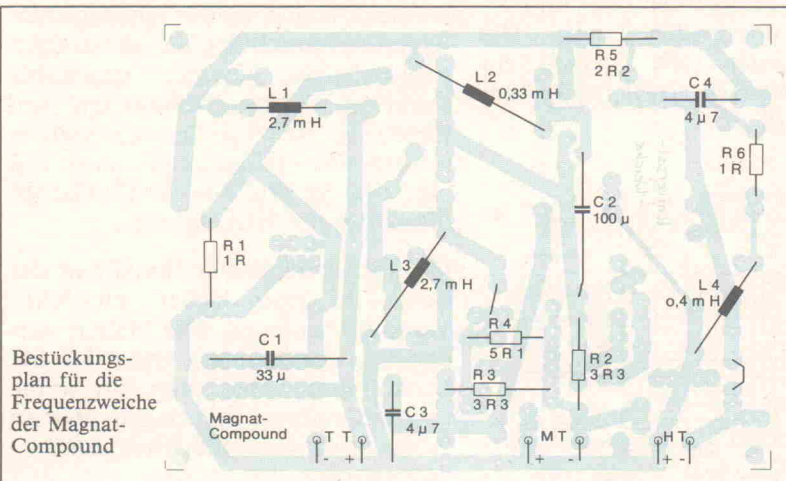 R 5
2 R 2
L 1
2,7 m H
L 2
0,33 m H
C 4
4 µ 7
R 6
1 R
C 2
100 µ
R 1
1 R
L 3
2,7 m H
L 4
o,4 m H
R 4
5 R 1
C 1
33 µ
R 3
3 R 3
R 2
3 R 3
Bestückungs-
plan für die
Frequenzweiche
der Magnat-
Compound
Magnat-
Compound
C 3
4 µ 7
T T
M T
H T
- +
+ -
+ -